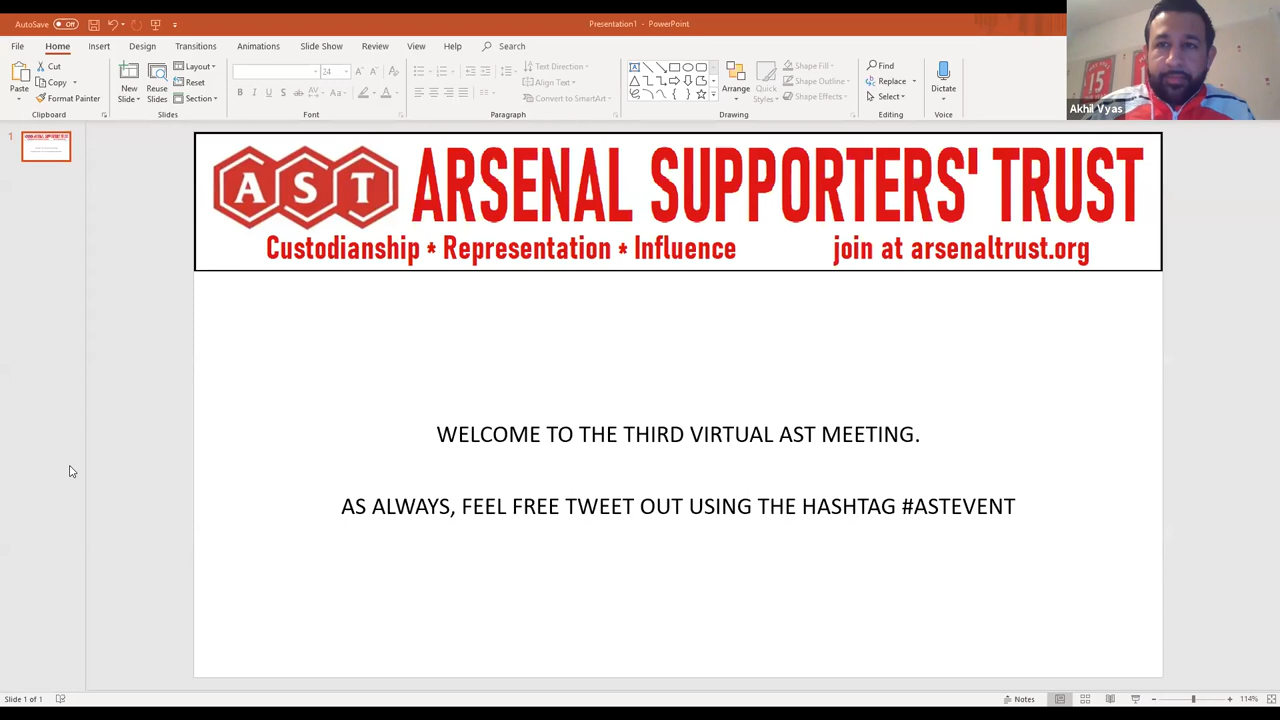 AutoSave Off
Presentation1 - PowerPoint
File Home Insert Design Transitions Animations Slide Show Review View Help Search
Paste
Cut
Copy
Format Painter
Clipboard
New Slide
Reuse Slides
Layout
Reset
Section
Slides
24
Font
Text Direction
Align Text
Convert to SmartArt
Paragraph
Arrange
Quick Styles
Shape Fill
Shape Outline
Shape Effects
Drawing
Find
Replace
Select
Editing
Dictate
Voice
15
Akhil Vyas
1
AST ARSENAL SUPPORTERS' TRUST
Custodianship * Representation * Influence join at arsenaltrust.org
WELCOME TO THE THIRD VIRTUAL AST MEETING.
AS ALWAYS, FEEL FREE TWEET OUT USING THE HASHTAG #ASTEVENT
Slide 1 of 1
Notes
114%